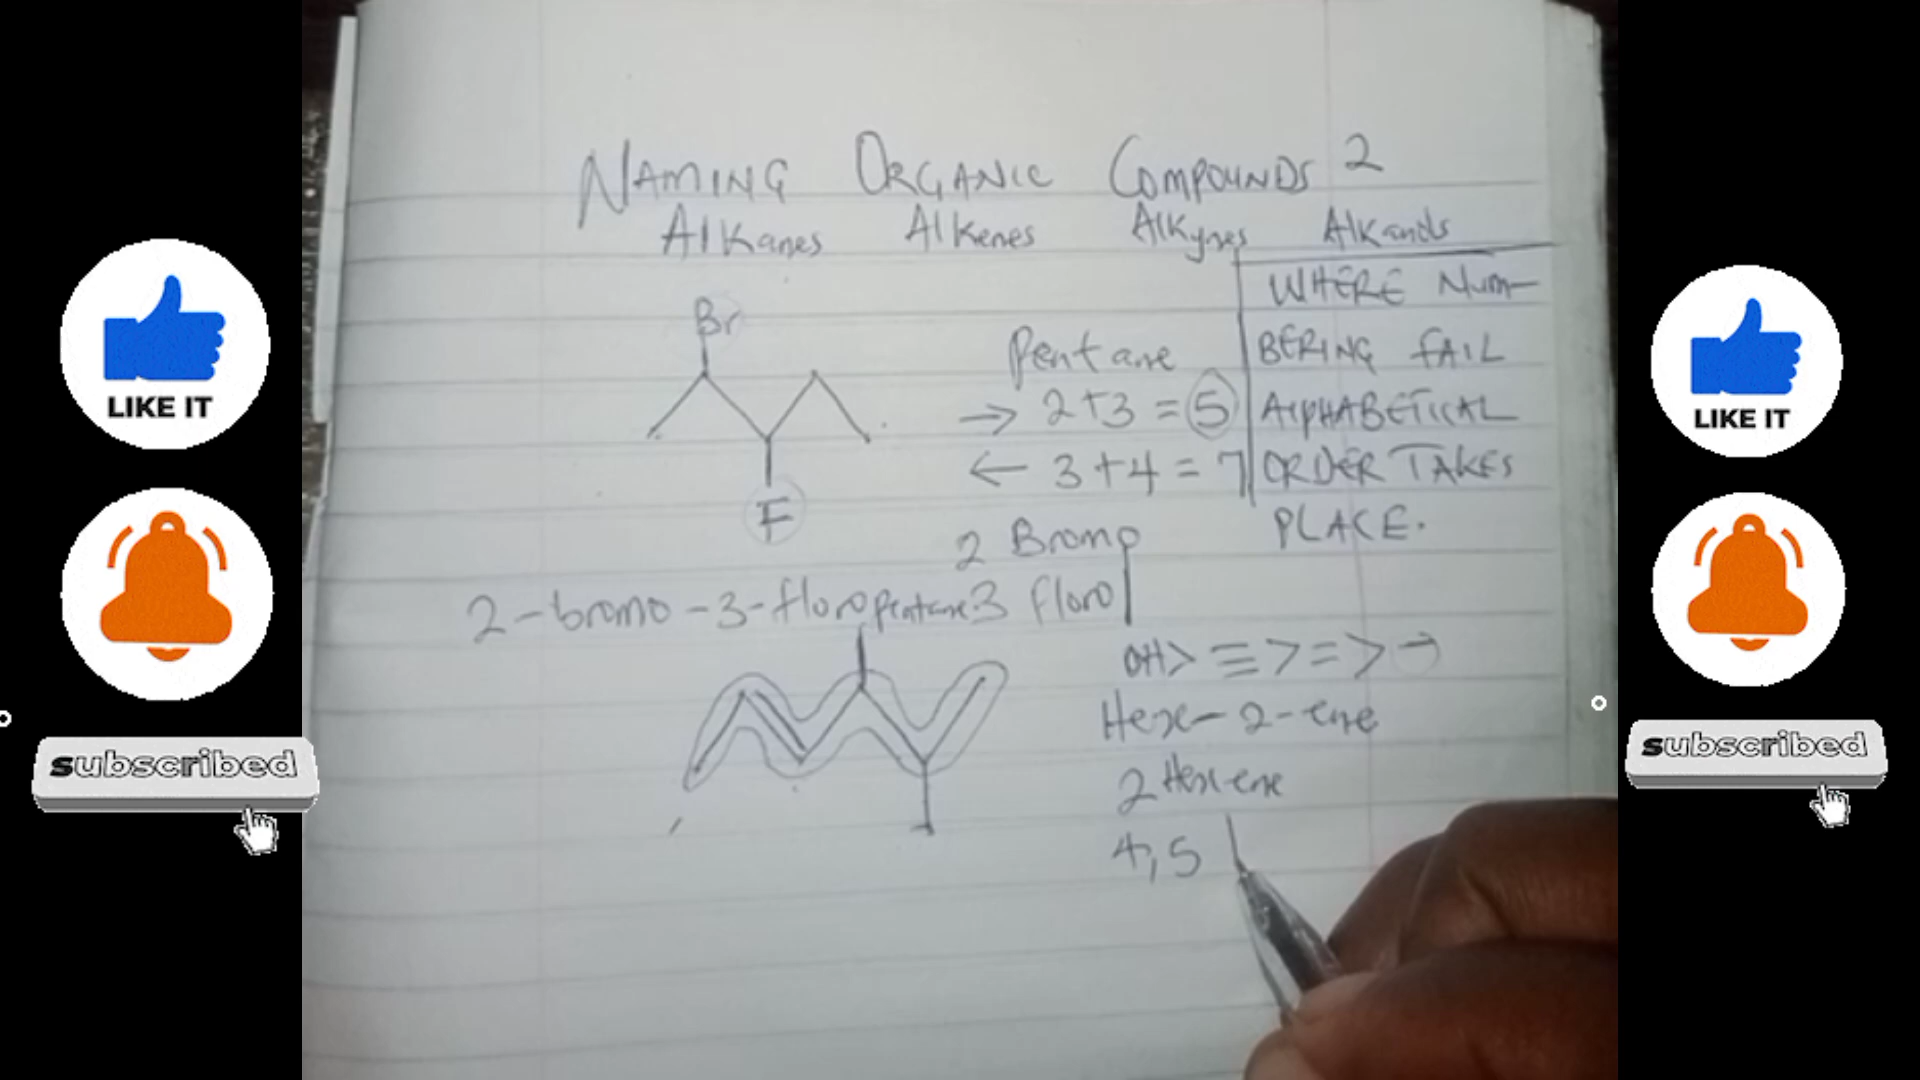 NAMING ORGANIC COMPOUNDS 2
Alkanes Alkenes Alkynes Alkanols
WHERE NUM-
BERING FAIL
ALPHABETICAL
ORDER TAKES
PLACE.
Br
F
Pentane
→ 2+3 = 5
← 3+4 = 7
2 Bromo
3 floro
2-bromo-3-floropentane
OH> ≡ > = > -
Hex-2-ene
2 Hex-ene
4,5
LIKE IT
subscribed
LIKE IT
subscribed